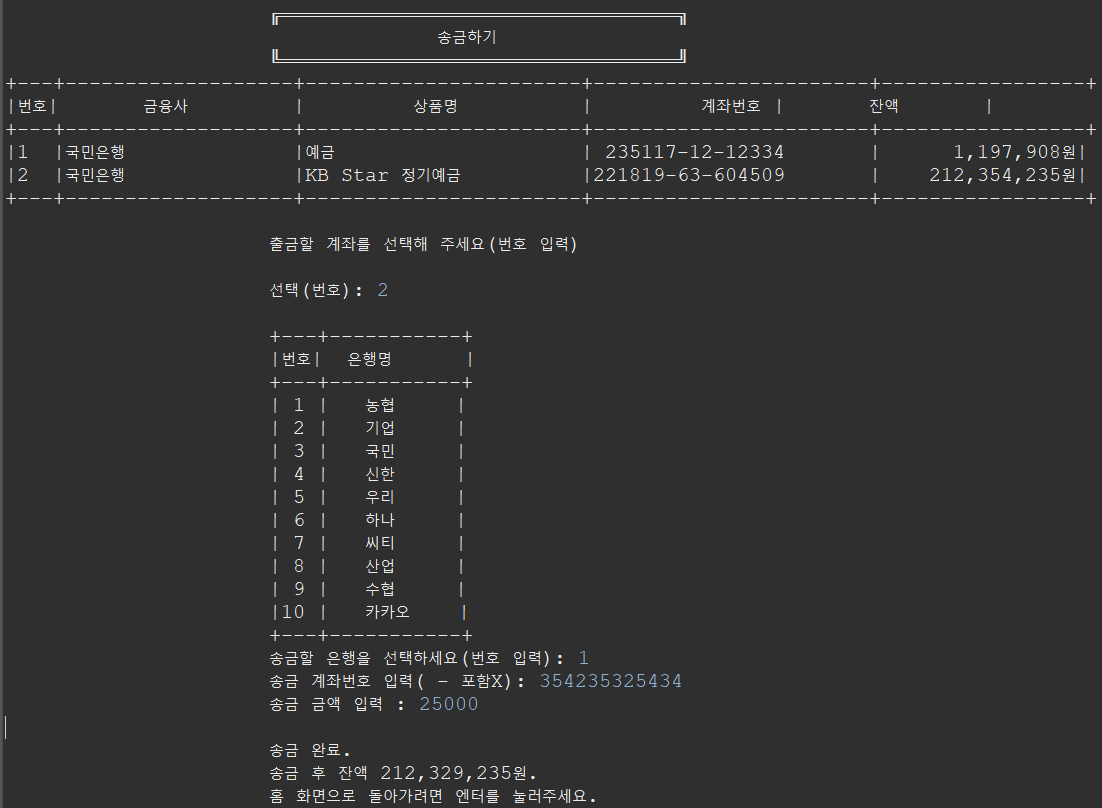 송금하기
|번호| 금융사 | 상품명 | 계좌번호 | 잔액 |
|1 |국민은행 |예금 | 235117-12-12334 | 1,197,908원|
|2 |국민은행 |KB Star 정기예금 |221819-63-604509 | 212,354,235원|
출금할 계좌를 선택해 주세요(번호 입력)
선택(번호): 2
|번호| 은행명 |
| 1 | 농협 |
| 2 | 기업 |
| 3 | 국민 |
| 4 | 신한 |
| 5 | 우리 |
| 6 | 하나 |
| 7 | 씨티 |
| 8 | 산업 |
| 9 | 수협 |
|10 | 카카오 |
송금할 은행을 선택하세요(번호 입력): 1
송금 계좌번호 입력( - 포함X): 354235325434
송금 금액 입력 : 25000
송금 완료.
송금 후 잔액 212,329,235원.
홈 화면으로 돌아가려면 엔터를 눌러주세요.